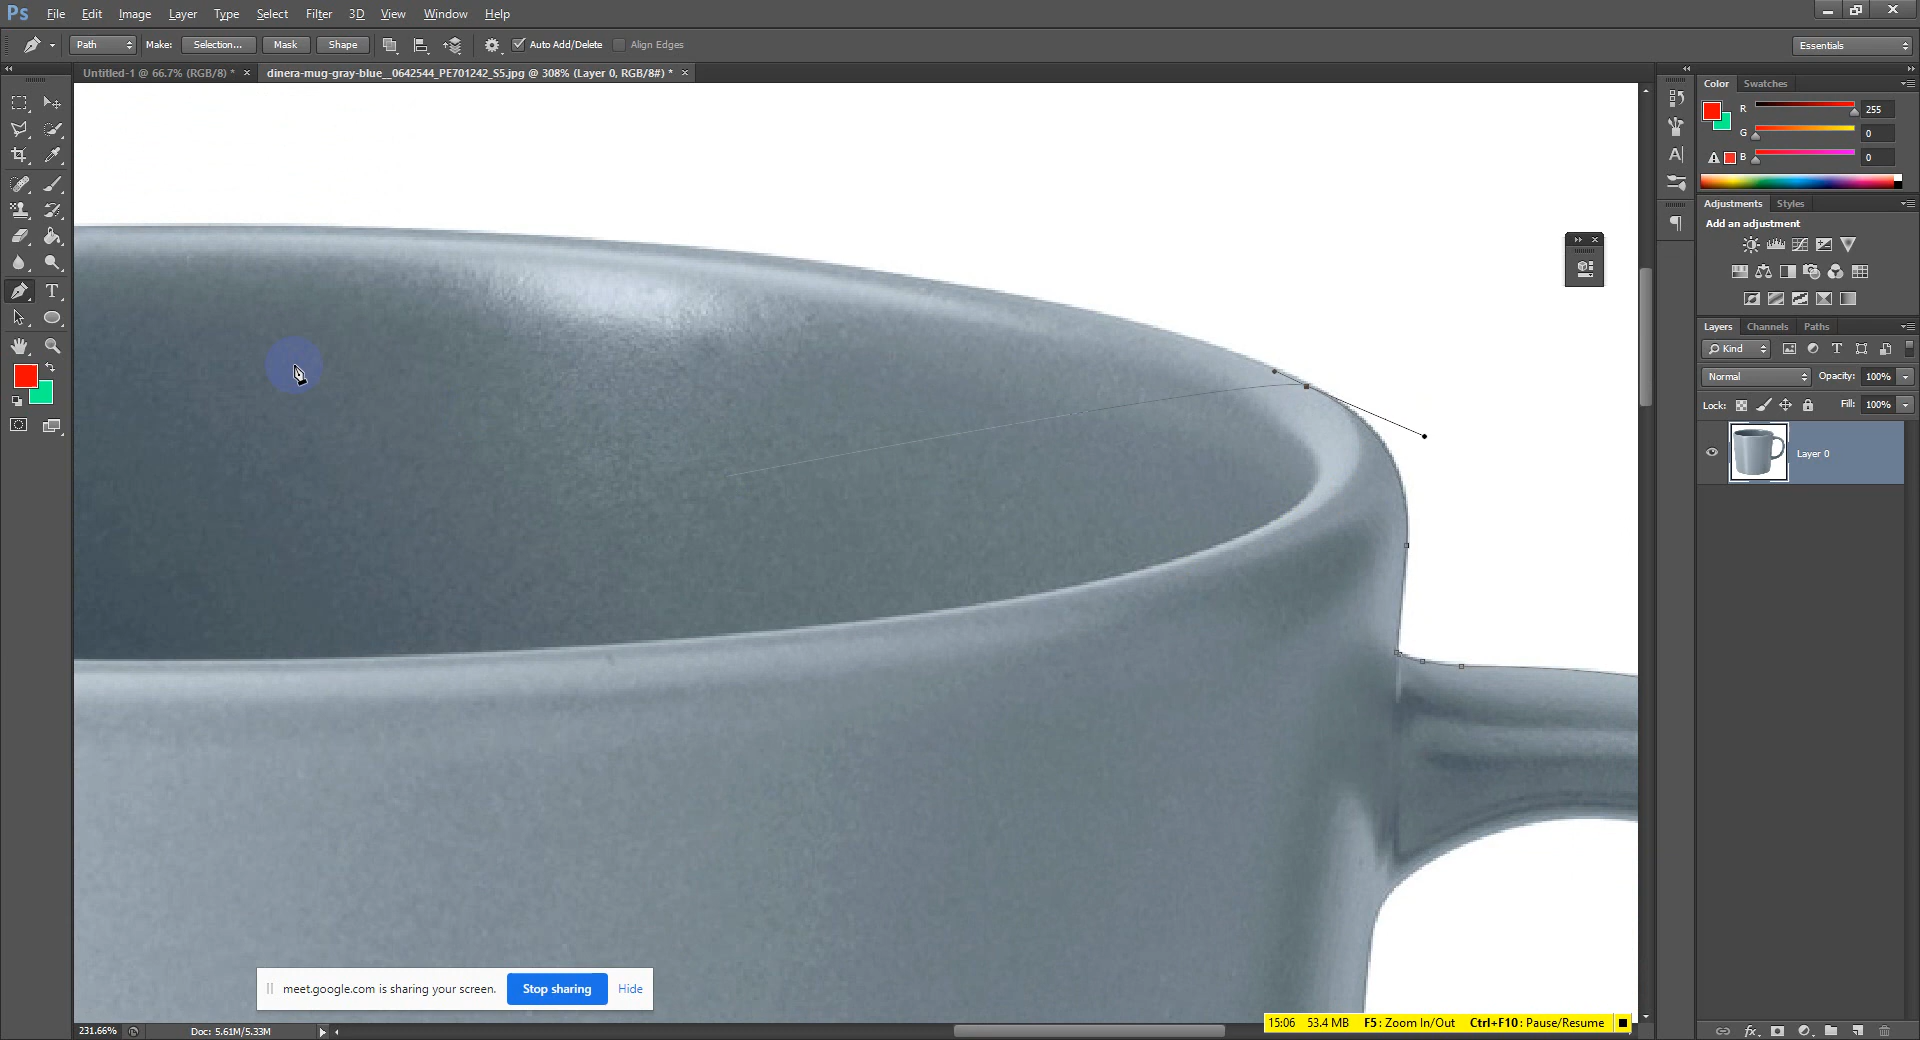 Ps File Edit Image Layer Type Select Filter 3D View Window Help
Path Make: Selection... Mask Shape Auto Add/Delete Align Edges Essentials
Untitled-1 @ 66.7% (RGB/8) * × dinera-mug-gray-blue__0642544_PE701242_S5.jpg @ 308% (Layer 0, RGB/8#) * ×
Color Swatches
R 255
G 0
B 0
Adjustments Styles
Add an adjustment
Layers Channels Paths
Kind
Normal Opacity: 100%
Lock: Fill: 100%
Layer 0
meet.google.com is sharing your screen. Stop sharing Hide
15:06 53.4 MB F5: Zoom In/Out Ctrl+F10: Pause/Resume
231.66% Doc: 5.61M/5.33M